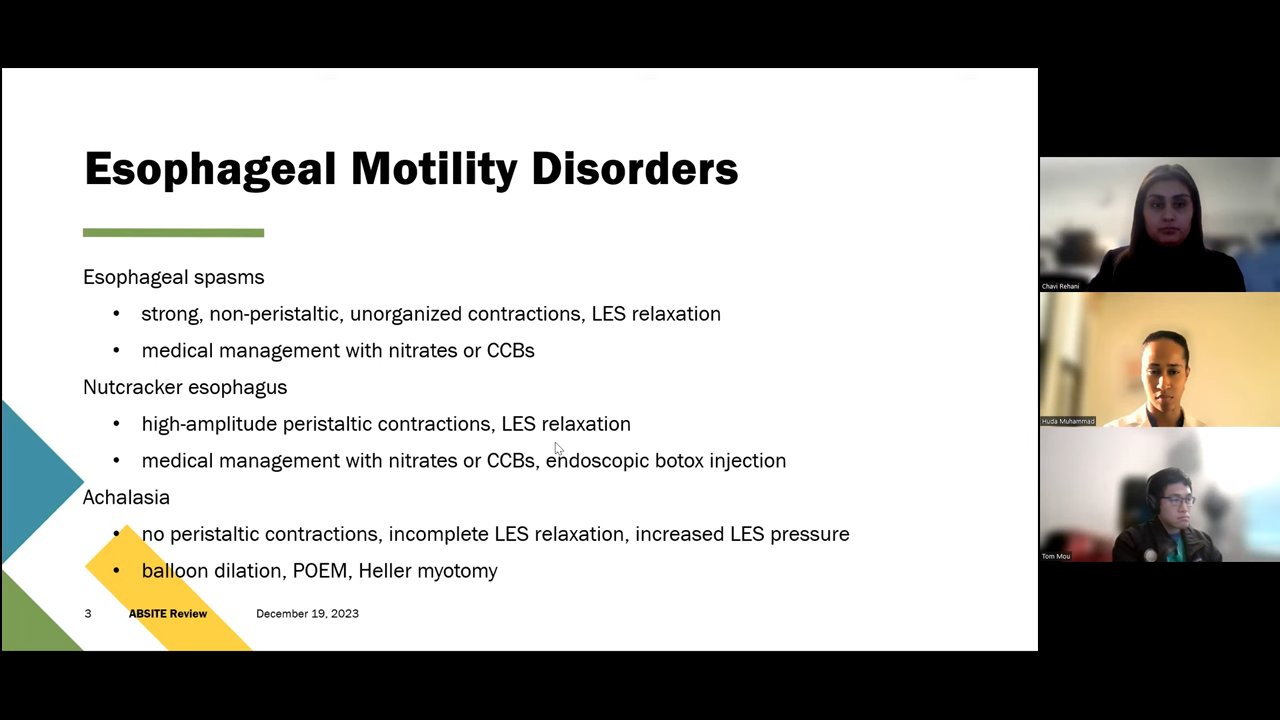 Esophageal Motility Disorders
Esophageal spasms
• strong, non-peristaltic, unorganized contractions, LES relaxation
• medical management with nitrates or CCBs
Nutcracker esophagus
• high-amplitude peristaltic contractions, LES relaxation
• medical management with nitrates or CCBs, endoscopic botox injection
Achalasia
• no peristaltic contractions, incomplete LES relaxation, increased LES pressure
• balloon dilation, POEM, Heller myotomy
3 ABSITE Review December 19, 2023
Chavi Rehani
Huda Muhammad
Tom Mou